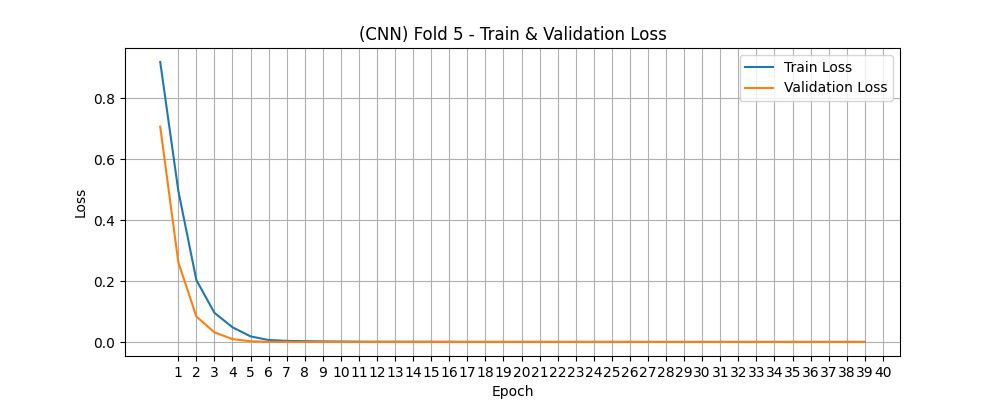 (CNN) Fold 5 - Train & Validation Loss
Train Loss
Validation Loss
0.8
0.6
0.4
0.2
0.0
Loss
1 2 3 4 5 6 7 8 9 10 11 12 13 14 15 16 17 18 19 20 21 22 23 24 25 26 27 28 29 30 31 32 33 34 35 36 37 38 39 40
Epoch